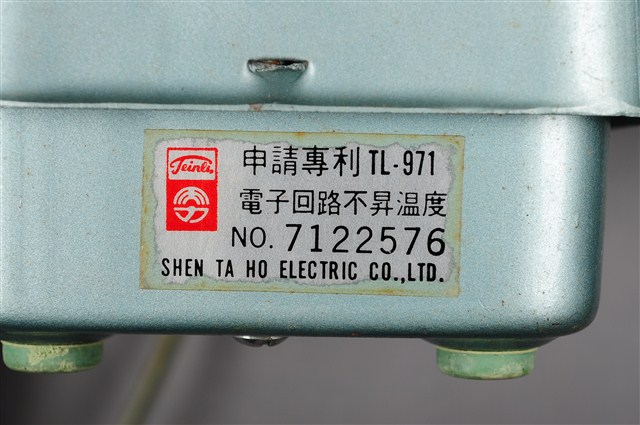 Teinli
申請專利 TL-971
電子回路不昇温度
NO. 7122576
SHEN TA HO ELECTRIC CO.,LTD.